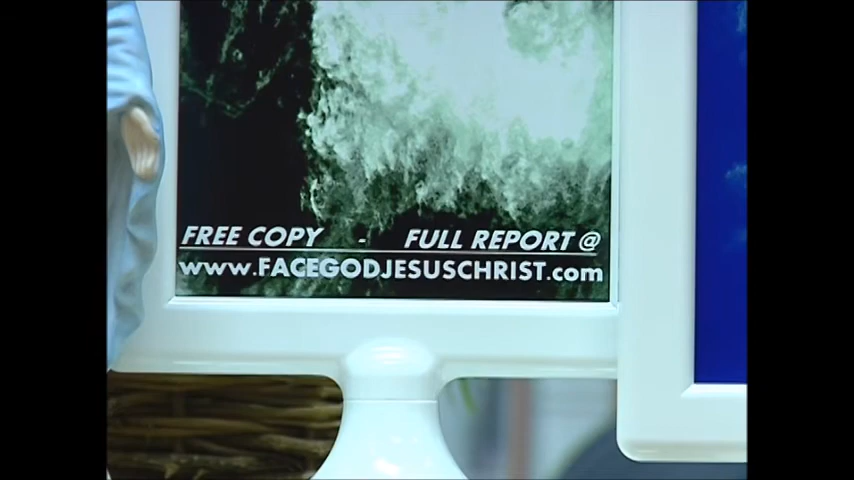 FREE COPY - FULL REPORT @
www.FACEGODJESUSCHRIST.com